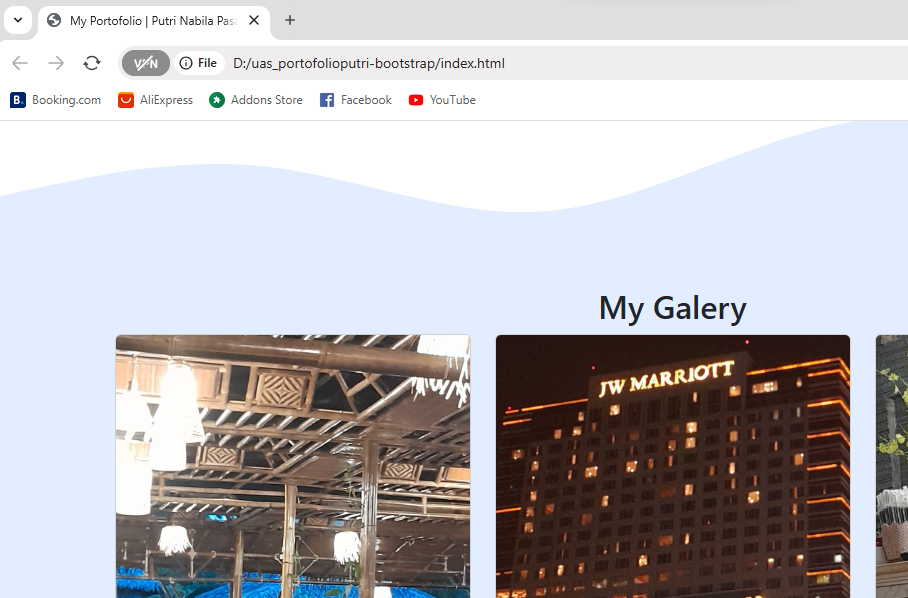 My Portofolio | Putri Nabila Pas
VPN File D:/uas_portofolioputri-bootstrap/index.html
B. Booking.com AliExpress Addons Store Facebook YouTube
My Galery
JW MARRIOTT